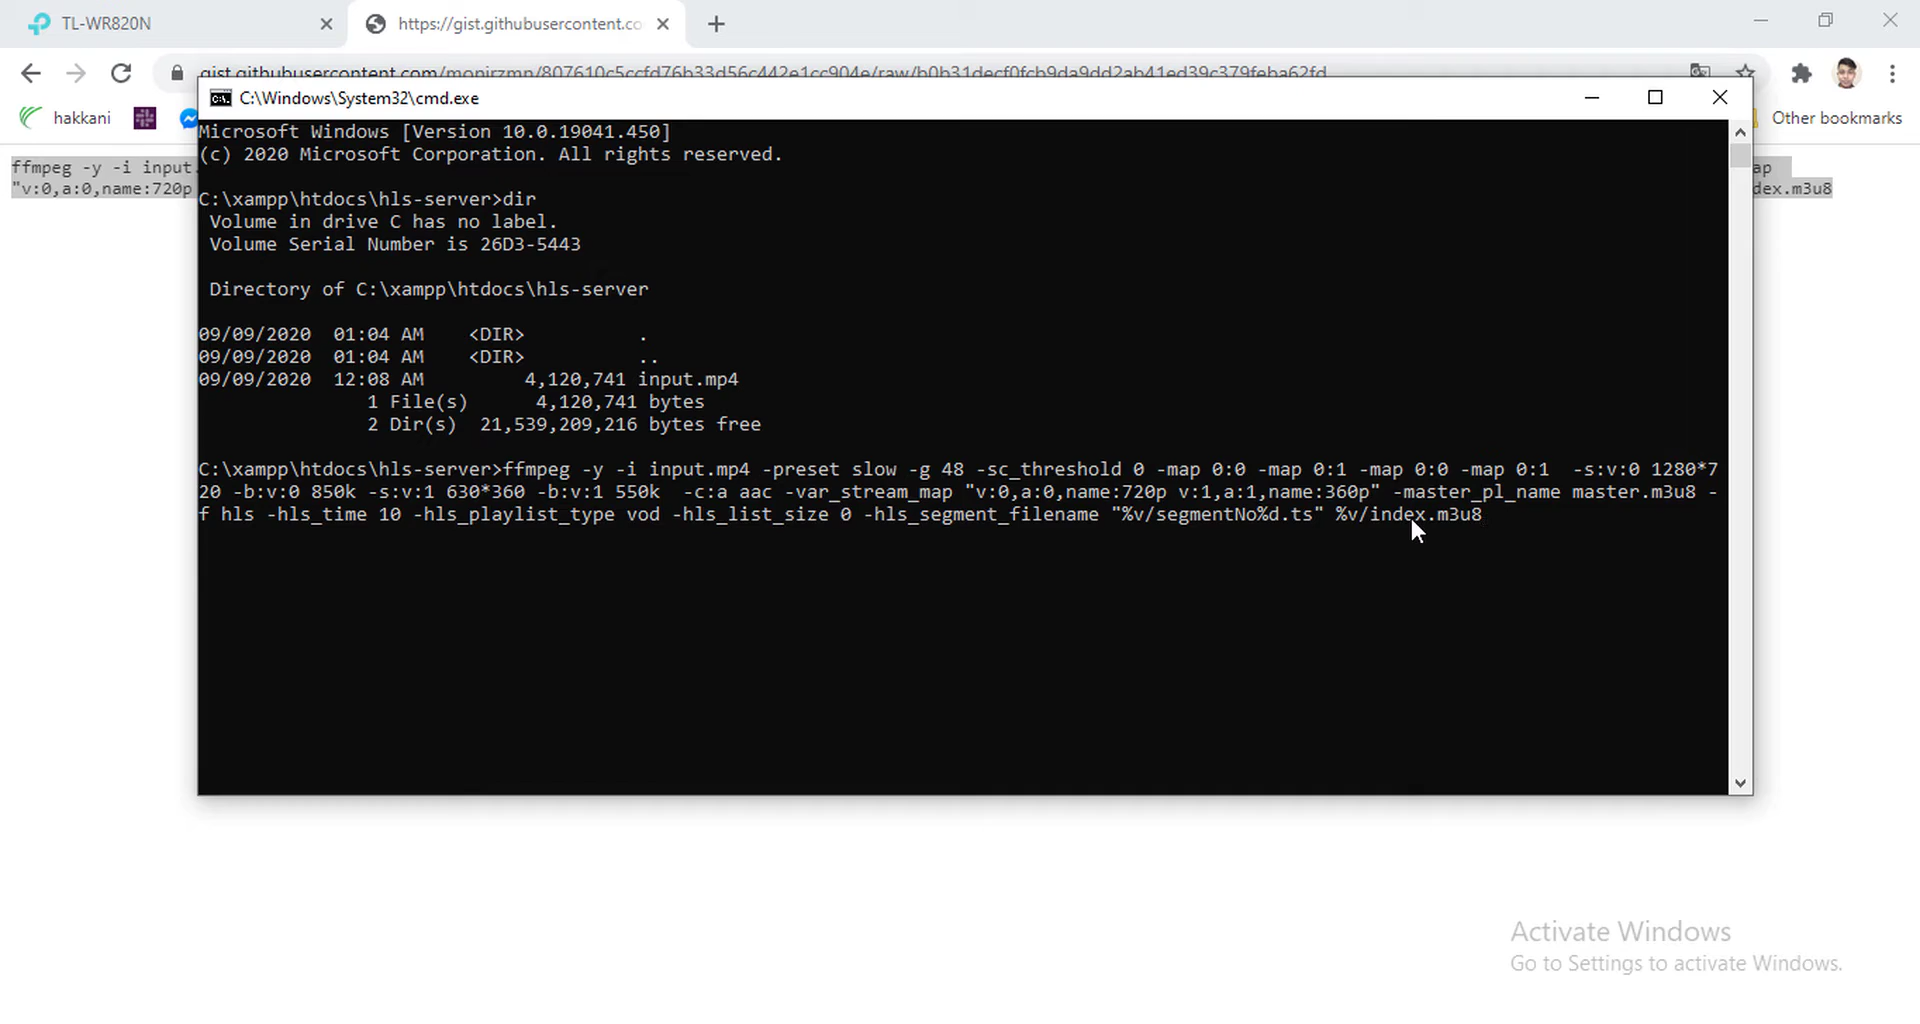 TL-WR820N
https://gist.githubusercontent.co
gist.githubusercontent.com/monirzmn/807610c5ccfd76b33d56c442e1cc904e/raw/b0b31decf0fcb9da9dd2ab41ed39c379feba62fd
hakkani
Other bookmarks
C:\Windows\System32\cmd.exe
ffmpeg -y -i input.
ap
"v:0,a:0,name:720p
dex.m3u8
Microsoft Windows [Version 10.0.19041.450]
(c) 2020 Microsoft Corporation. All rights reserved.
C:\xampp\htdocs\hls-server>dir
Volume in drive C has no label.
Volume Serial Number is 26D3-5443
Directory of C:\xampp\htdocs\hls-server
09/09/2020 01:04 AM <DIR> .
09/09/2020 01:04 AM <DIR> ..
09/09/2020 12:08 AM 4,120,741 input.mp4
1 File(s) 4,120,741 bytes
2 Dir(s) 21,539,209,216 bytes free
C:\xampp\htdocs\hls-server>ffmpeg -y -i input.mp4 -preset slow -g 48 -sc_threshold 0 -map 0:0 -map 0:1 -map 0:0 -map 0:1 -s:v:0 1280*7
20 -b:v:0 850k -s:v:1 630*360 -b:v:1 550k -c:a aac -var_stream_map "v:0,a:0,name:720p v:1,a:1,name:360p" -master_pl_name master.m3u8 -
f hls -hls_time 10 -hls_playlist_type vod -hls_list_size 0 -hls_segment_filename "%v/segmentNo%d.ts" %v/index.m3u8
Activate Windows
Go to Settings to activate Windows.